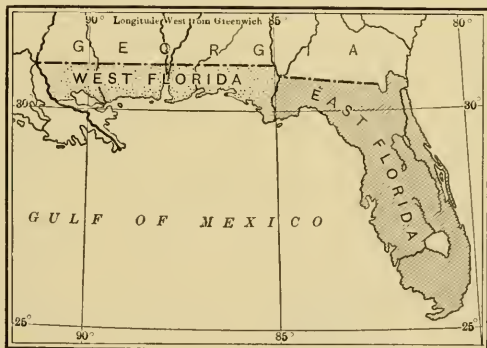 90° Longitude West from Greenwich 85° 80°
GEORGIA
WEST FLORIDA
30° 30°
EAST FLORIDA
GULF OF MEXICO
25° 25°
90° 85°